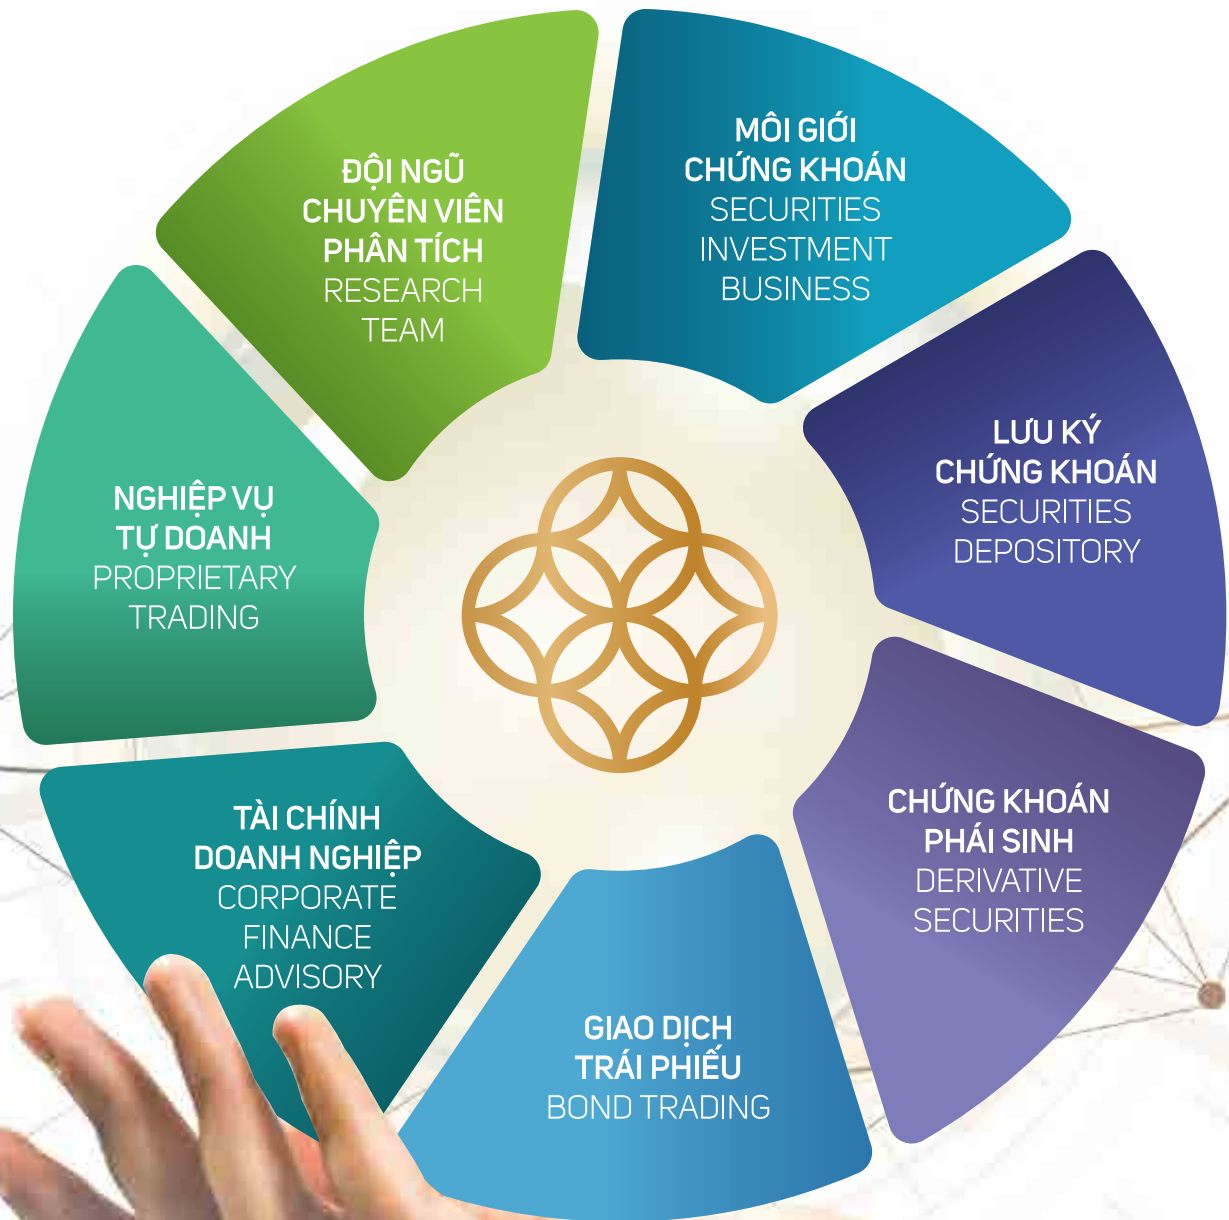 ĐỘI NGŨ
CHUYÊN VIÊN
PHÂN TÍCH
RESEARCH
TEAM
MÔI GIỚI
CHỨNG KHOÁN
SECURITIES
INVESTMENT
BUSINESS
LƯU KÝ
CHỨNG KHOÁN
SECURITIES
DEPOSITORY
CHỨNG KHOÁN
PHÁI SINH
DERIVATIVE
SECURITIES
GIAO DỊCH
TRÁI PHIẾU
BOND TRADING
TÀI CHÍNH
DOANH NGHIỆP
CORPORATE
FINANCE
ADVISORY
NGHIỆP VỤ
TỰ DOANH
PROPRIETARY
TRADING